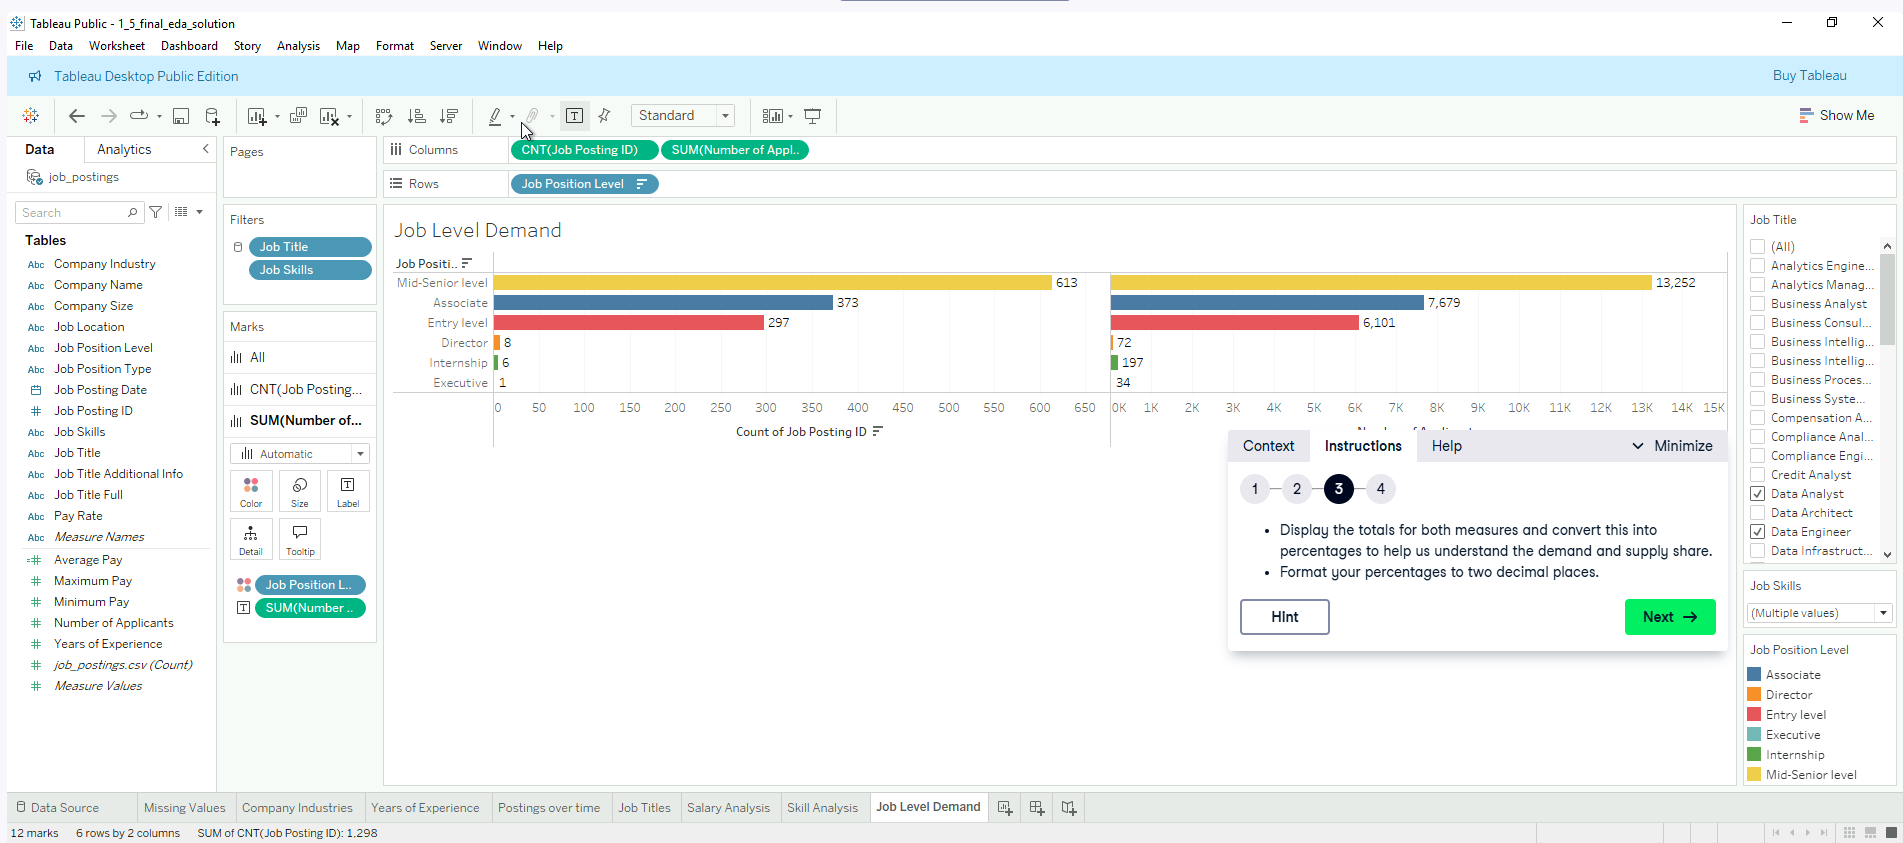 Tableau Public - 1_5_final_eda_solution
File Data Worksheet Dashboard Story Analysis Map Format Server Window Help
Tableau Desktop Public Edition
Buy Tableau
Standard
Show Me
Data Analytics
job_postings
Search
Tables
Abc Company Industry
Abc Company Name
Abc Company Size
Abc Job Location
Abc Job Position Level
Abc Job Position Type
Job Posting Date
# Job Posting ID
Abc Job Skills
Abc Job Title
Abc Job Title Additional Info
Abc Job Title Full
Abc Pay Rate
Abc Measure Names
=# Average Pay
# Maximum Pay
# Minimum Pay
# Number of Applicants
# Years of Experience
# job_postings.csv (Count)
# Measure Values
Pages
Filters
Job Title
Job Skills
Marks
All
CNT(Job Posting...
SUM(Number of...
Automatic
Color Size Label
Detail Tooltip
Job Position L..
SUM(Number ..
Columns CNT(Job Posting ID) SUM(Number of Appl..
Rows Job Position Level
Job Level Demand
Job Positi..
Mid-Senior level 613 13,252
Associate 373 7,679
Entry level 297 6,101
Director 8 72
Internship 6 197
Executive 1 34
0 50 100 150 200 250 300 350 400 450 500 550 600 650 0K 1K 2K 3K 4K 5K 6K 7K 8K 9K 10K 11K 12K 13K 14K 15K
Count of Job Posting ID
Context Instructions Help Minimize
1 2 3 4
• Display the totals for both measures and convert this into
percentages to help us understand the demand and supply share.
• Format your percentages to two decimal places.
Hint Next
Job Title
(All)
Analytics Engine...
Analytics Manag...
Business Analyst
Business Consul...
Business Intellig...
Business Intellig...
Business Proces...
Business Syste...
Compensation A...
Compliance Anal...
Compliance Engi...
Credit Analyst
Data Analyst
Data Architect
Data Engineer
Data Infrastruct...
Job Skills
(Multiple values)
Job Position Level
Associate
Director
Entry level
Executive
Internship
Mid-Senior level
Data Source Missing Values Company Industries Years of Experience Postings over time Job Titles Salary Analysis Skill Analysis Job Level Demand
12 marks 6 rows by 2 columns SUM of CNT(Job Posting ID): 1,298